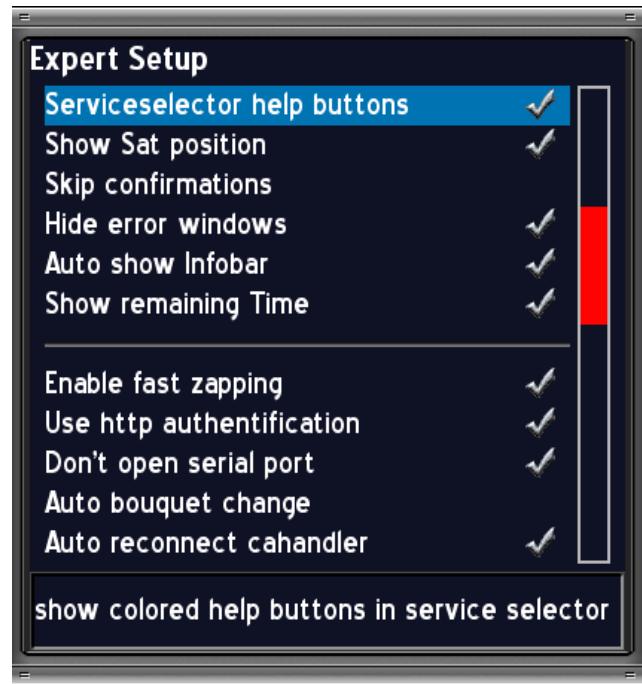 Expert Setup
Serviceselector help buttons
Show Sat position
Skip confirmations
Hide error windows
Auto show Infobar
Show remaining Time
Enable fast zapping
Use http authentification
Don't open serial port
Auto bouquet change
Auto reconnect cahandler
show colored help buttons in service selector